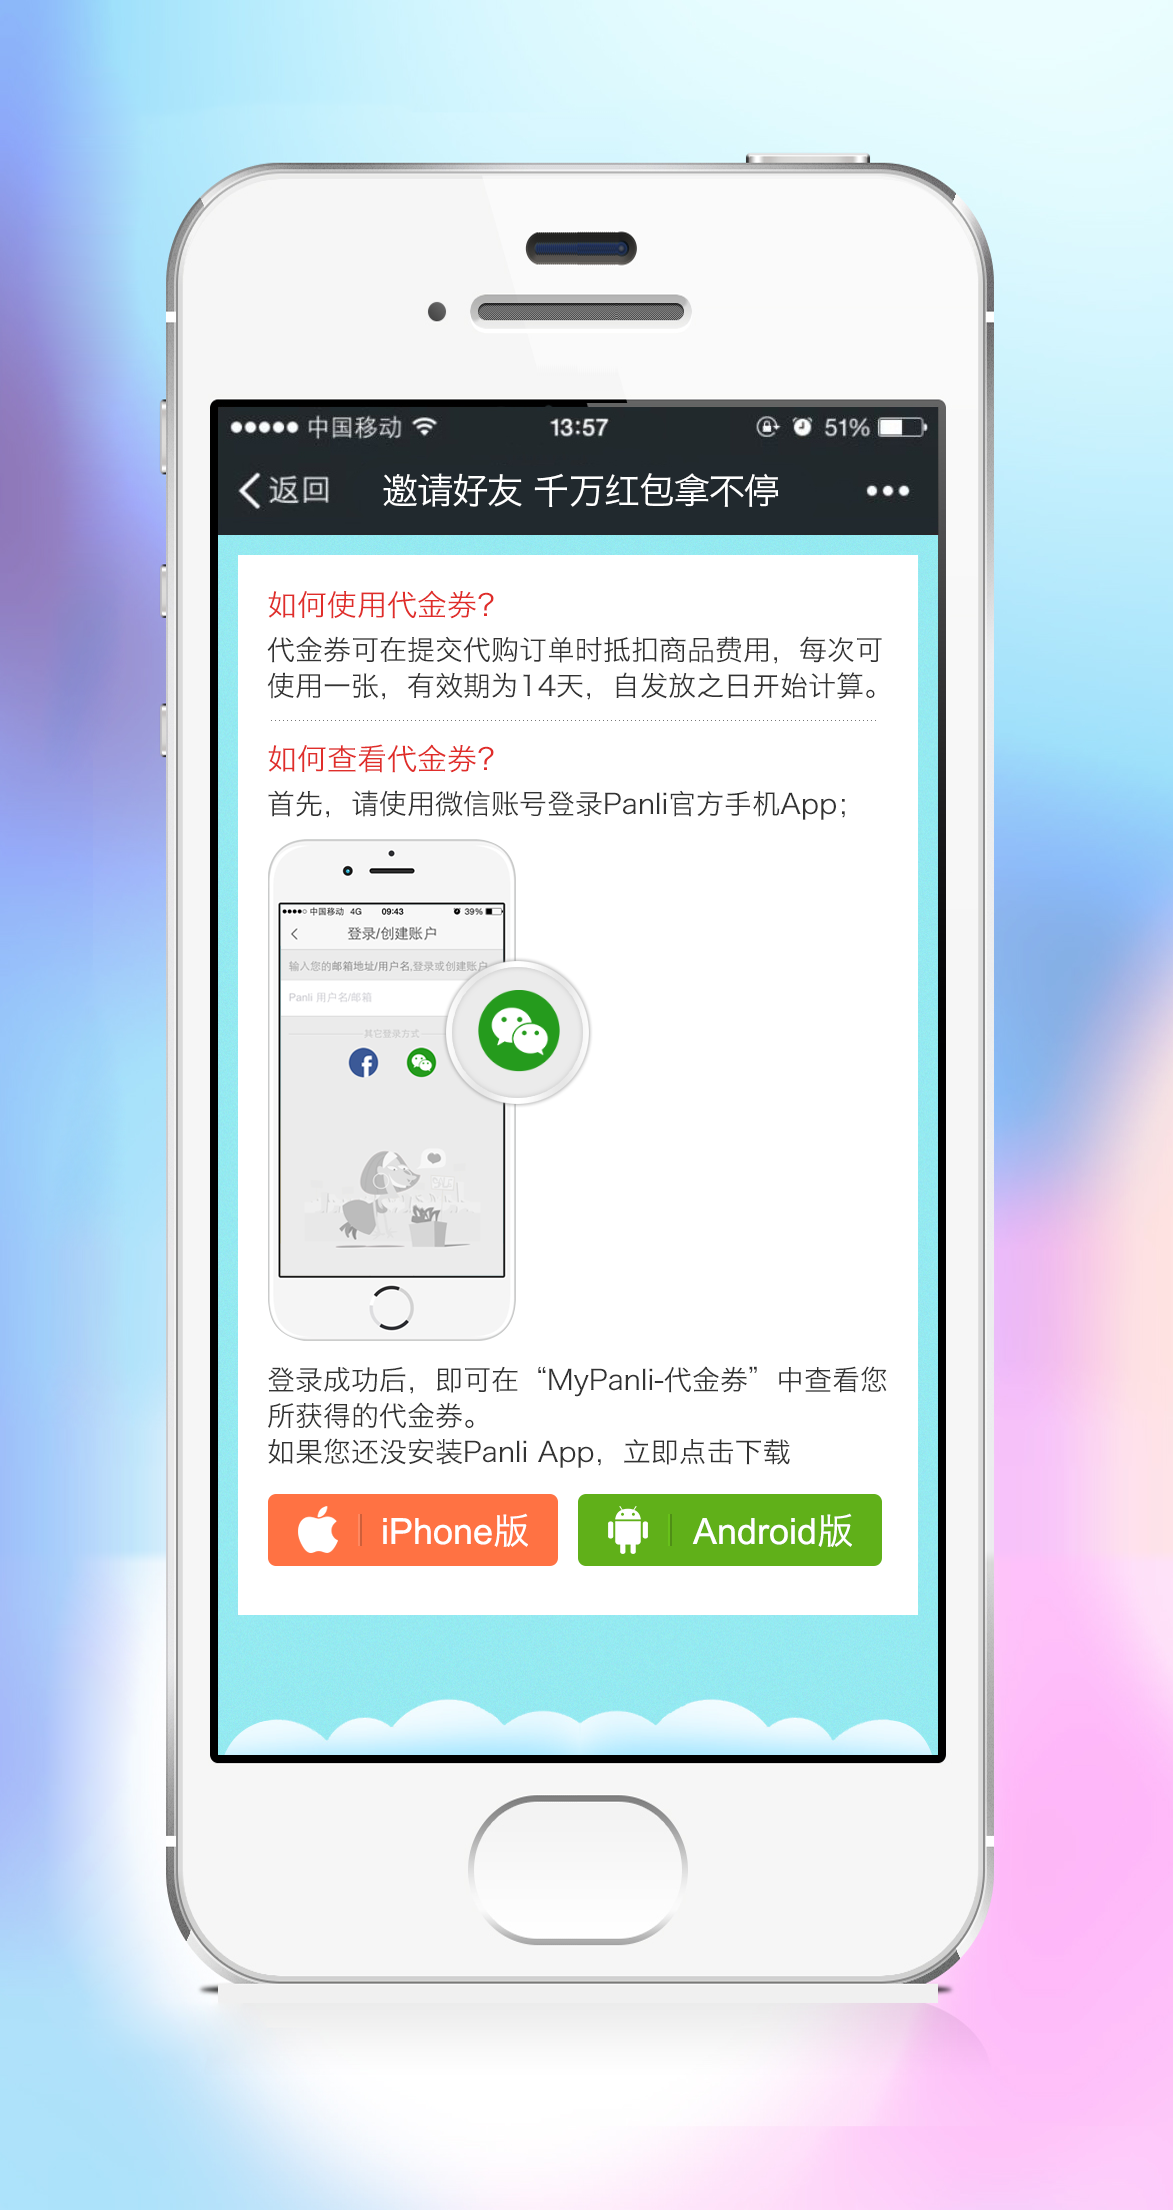 中国移动 13:57 51%
返回 邀请好友 千万红包拿不停
如何使用代金券?
代金券可在提交代购订单时抵扣商品费用，每次可
使用一张，有效期为14天，自发放之日开始计算。
如何查看代金券?
首先，请使用微信账号登录Panli官方手机App；
中国移动 4G 09:43 39%
登录/创建账户
输入您的邮箱地址/用户名,登录或创建账户
Panli 用户名/邮箱
其它登录方式
登录成功后，即可在“MyPanli-代金券”中查看您
所获得的代金券。
如果您还没安装Panli App，立即点击下载
iPhone版 Android版